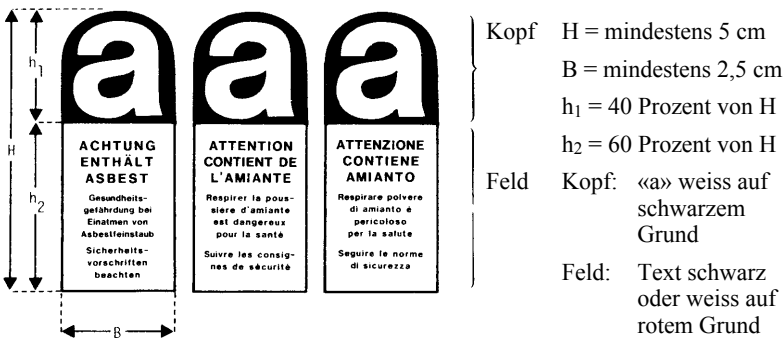 a
ACHTUNG
ENTHÄLT
ASBEST
Gesundheits-
gefährdung bei
Einatmen von
Asbestfeinstaub
Sicherheits-
vorschriften
beachten
a
ATTENTION
CONTIENT DE
L'AMIANTE
Respirer la pous-
sière d'amiante
est dangereux
pour la santé
Suivre les consig-
nes de sécurité
a
ATTENZIONE
CONTIENE
AMIANTO
Respirare polvere
di amianto è
pericoloso
per la salute
Seguire le norme
di sicurezza
H
h1
h2
B
Kopf H = mindestens 5 cm
B = mindestens 2,5 cm
h1 = 40 Prozent von H
h2 = 60 Prozent von H
Feld Kopf: «a» weiss auf
schwarzem
Grund
Feld: Text schwarz
oder weiss auf
rotem Grund